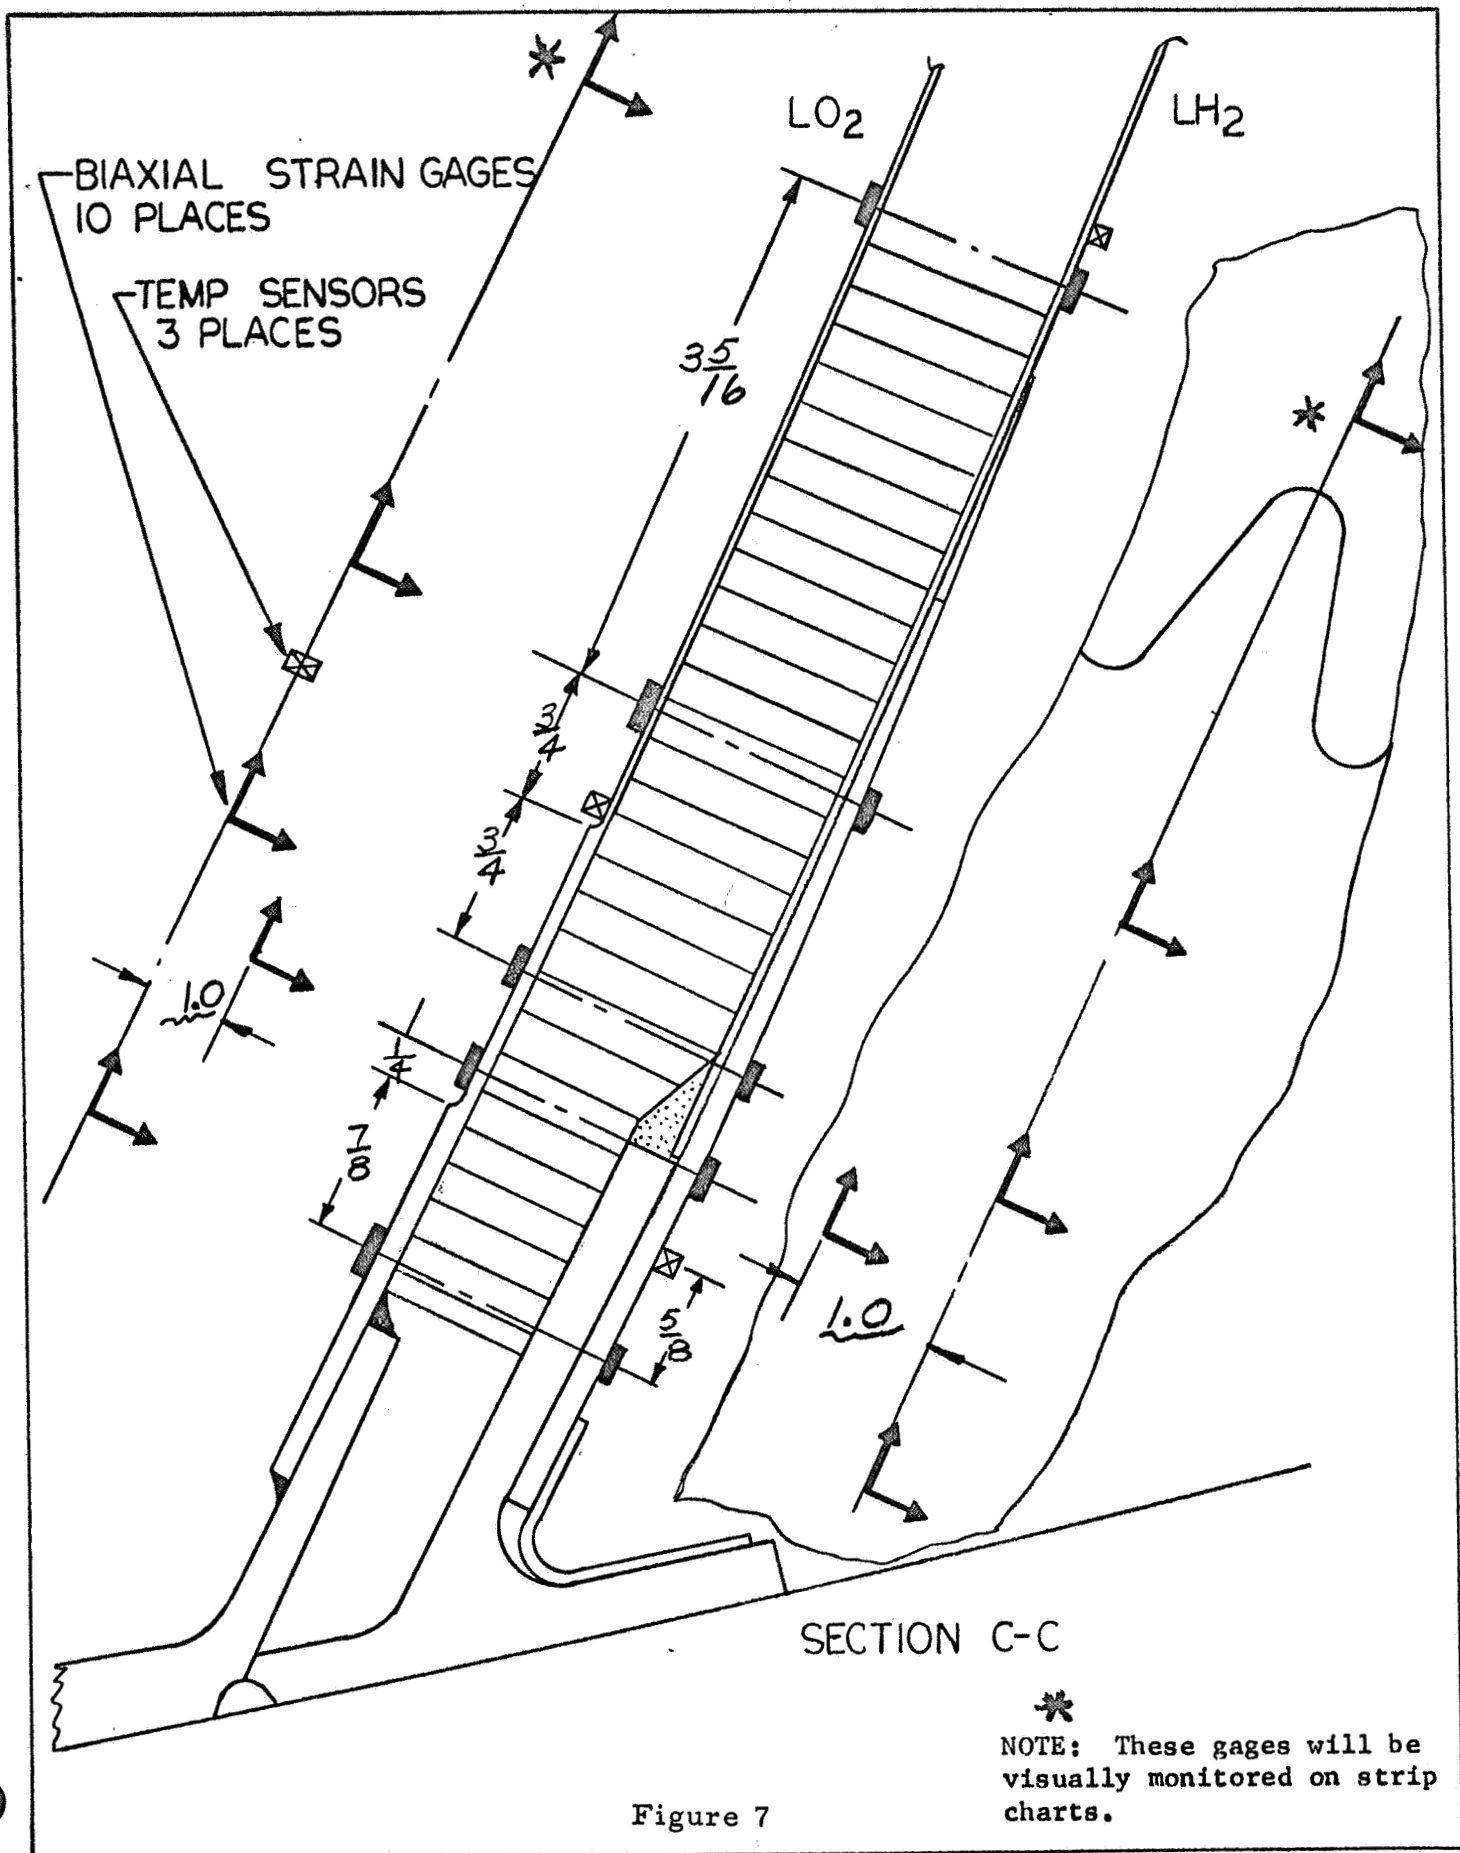 LO2
LH2
BIAXIAL STRAIN GAGES
10 PLACES
TEMP SENSORS
3 PLACES
3 5/16
3/4
3/4
1.0
1/4
7/8
5/8
1.0
SECTION C-C
*
NOTE: These gages will be
visually monitored on strip
charts.
Figure 7